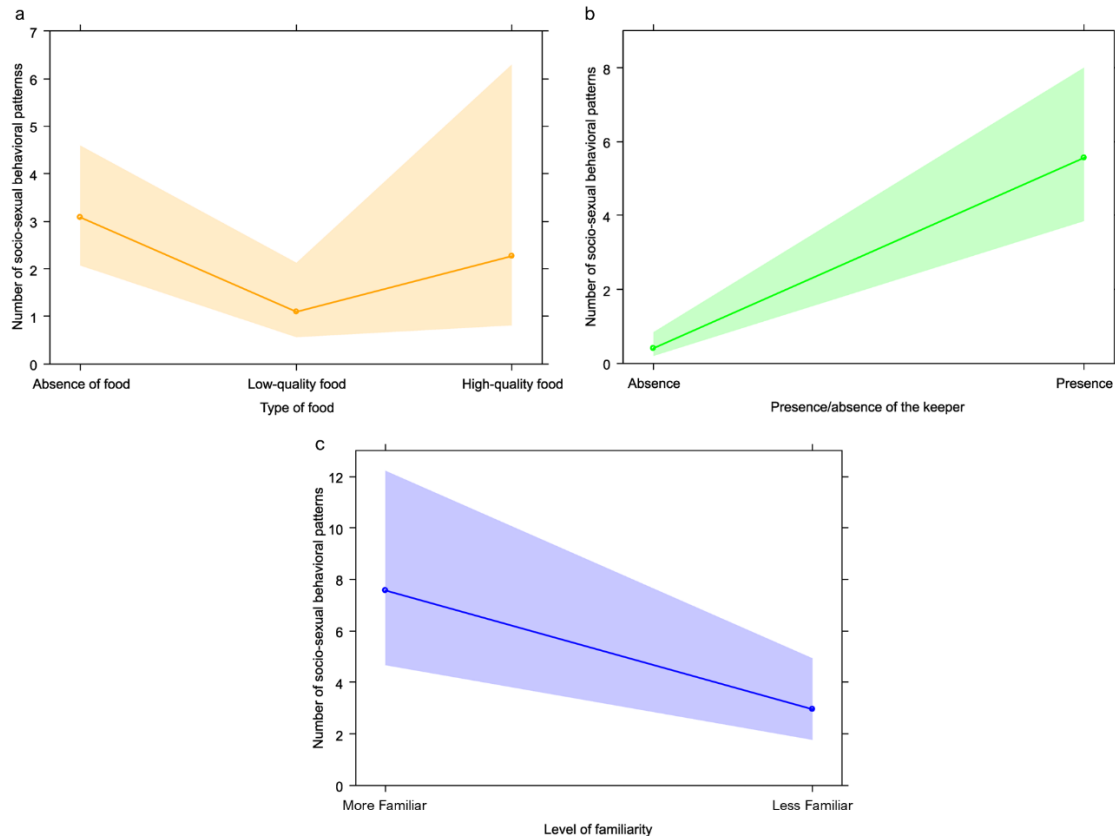 a
Number of socio-sexual behavioral patternss
7
6
5
4
3
2
1
0
Absence of food
Low-quality food
High-quality food
Type of food
b
Number of socio-sexual behavioral patterns
8
6
4
2
0
Absence
Presence
Presence/absence of the keeper
c
Number of socio-sexual behavioral patterns
12
10
8
6
4
2
0
More Familiar
Less Familiar
Level of familiarity